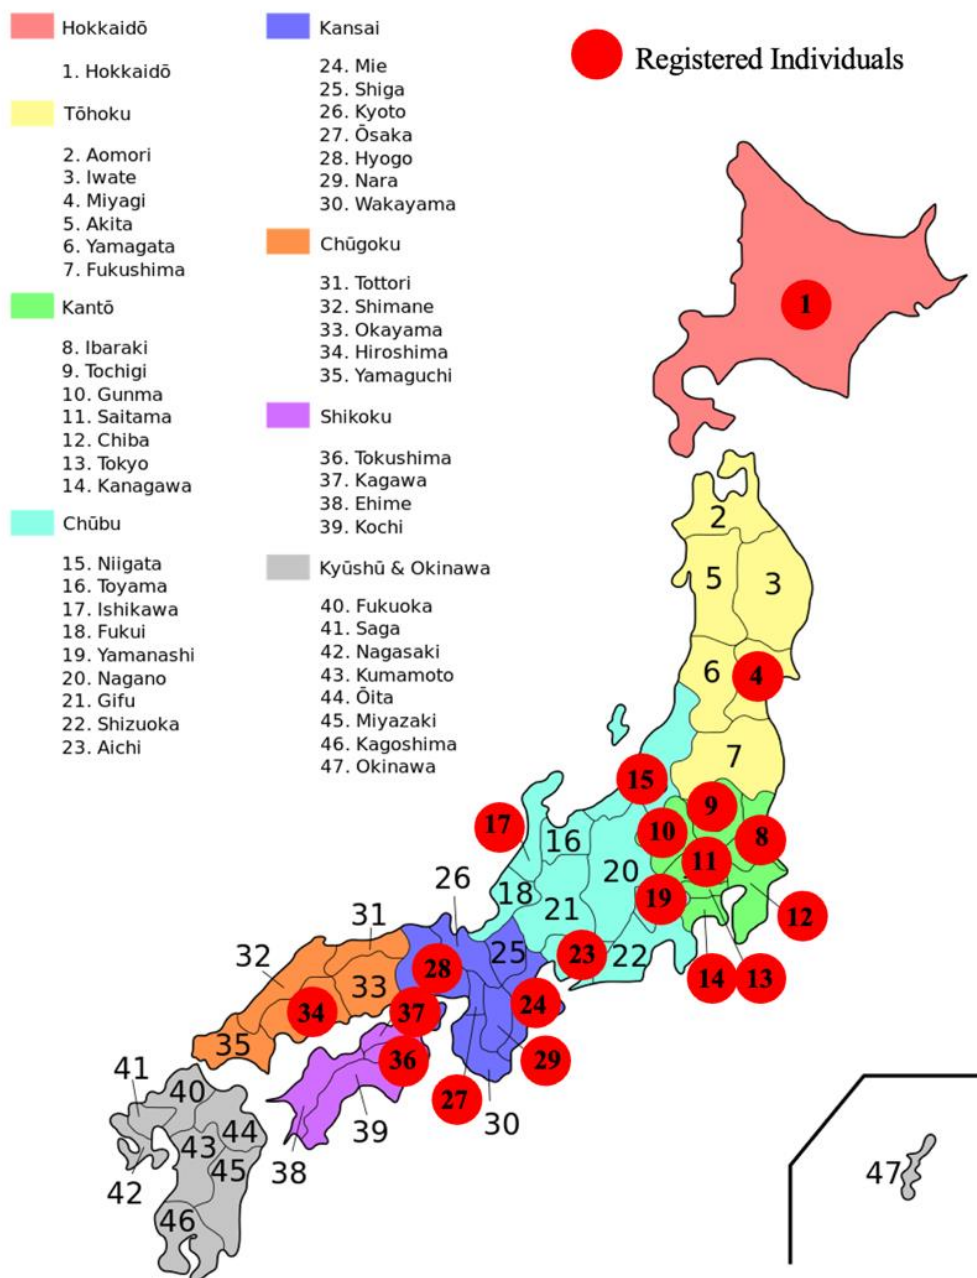 Hokkaidō
1. Hokkaidō
Tōhoku
2. Aomori
3. Iwate
4. Miyagi
5. Akita
6. Yamagata
7. Fukushima
Kantō
8. Ibaraki
9. Tochigi
10. Gunma
11. Saitama
12. Chiba
13. Tokyo
14. Kanagawa
Chūbu
15. Niigata
16. Toyama
17. Ishikawa
18. Fukui
19. Yamanashi
20. Nagano
21. Gifu
22. Shizuoka
23. Aichi
Kansai
24. Mie
25. Shiga
26. Kyoto
27. Ōsaka
28. Hyogo
29. Nara
30. Wakayama
Chūgoku
31. Tottori
32. Shimane
33. Okayama
34. Hiroshima
35. Yamaguchi
Shikoku
36. Tokushima
37. Kagawa
38. Ehime
39. Kochi
Kyūshū & Okinawa
40. Fukuoka
41. Saga
42. Nagasaki
43. Kumamoto
44. Ōita
45. Miyazaki
46. Kagoshima
47. Okinawa
Registered Individuals
1
2
5
3
6
4
7
15
9
17
10
8
16
11
20
26
18
19
21
12
31
32
25
23
22
28
33
14
13
24
34
37
35
36
29
41
40
27
30
39
44
43
38
45
42
47
46